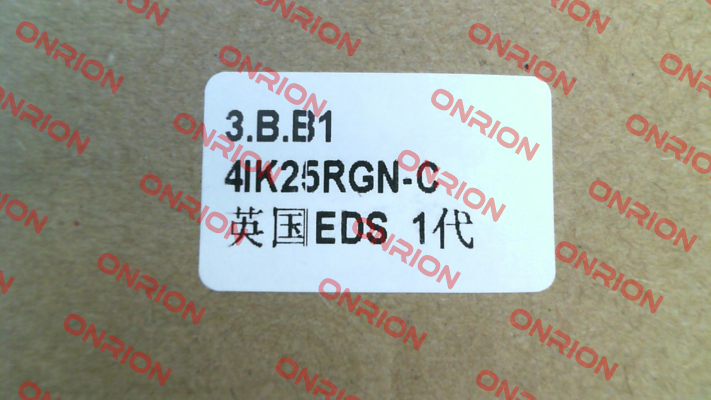 3.B.B1
4IK25RGN-C
英国EDS 1代
ONRION